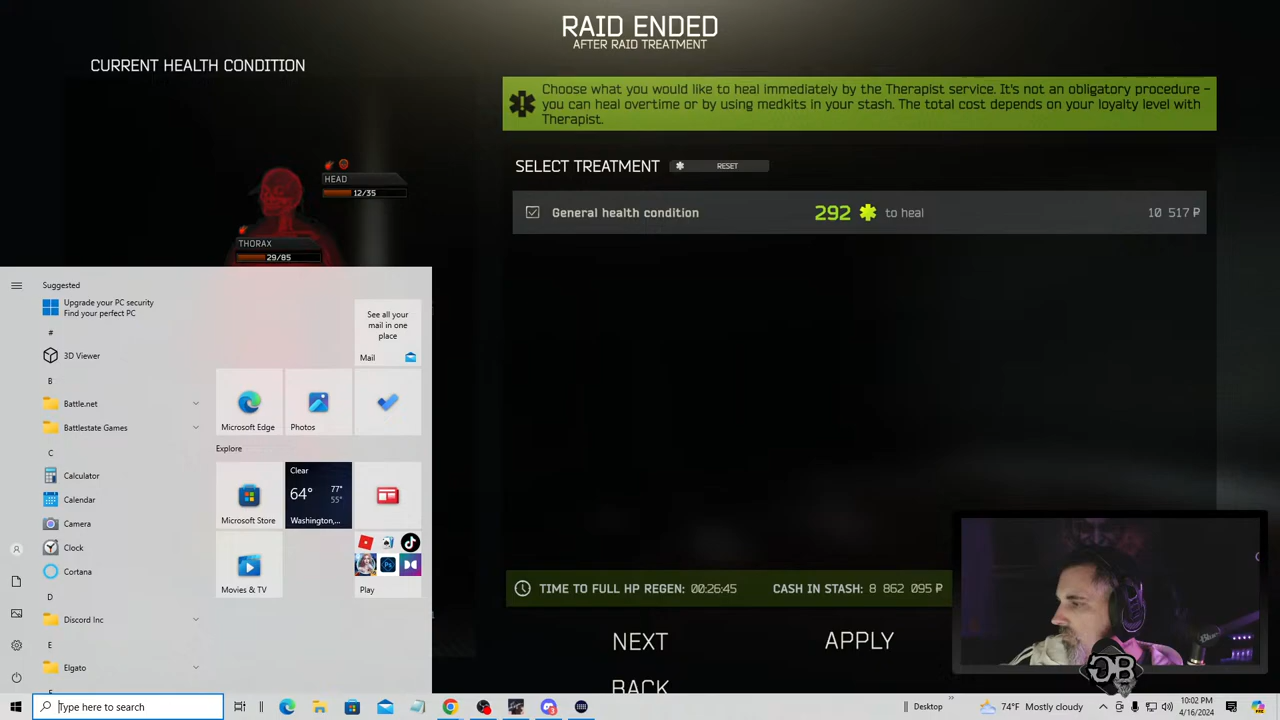 RAID ENDED
AFTER RAID TREATMENT
CURRENT HEALTH CONDITION
Choose what you would like to heal immediately by the Therapist service. It's not an obligatory procedure –
you can heal overtime or by using medkits in your stash. The total cost depends on your loyalty level with
Therapist.
SELECT TREATMENT
RESET
HEAD
12/35
General health condition
292
to heal
10 517 ₽
THORAX
29/85
Suggested
Upgrade your PC security
Find your perfect PC
#
3D Viewer
B
Battle.net
Battlestate Games
C
Calculator
Calendar
Camera
Clock
Cortana
D
Discord Inc
E
Elgato
See all your
mail in one
place
Mail
Microsoft Edge
Photos
Explore
Microsoft Store
Clear
64°
77°
55°
Washington,...
Movies & TV
Play
TIME TO FULL HP REGEN: 00:26:45
CASH IN STASH: 8 862 095 ₽
NEXT
APPLY
BACK
Type here to search
Desktop
74°F Mostly cloudy
10:02 PM
4/16/2024